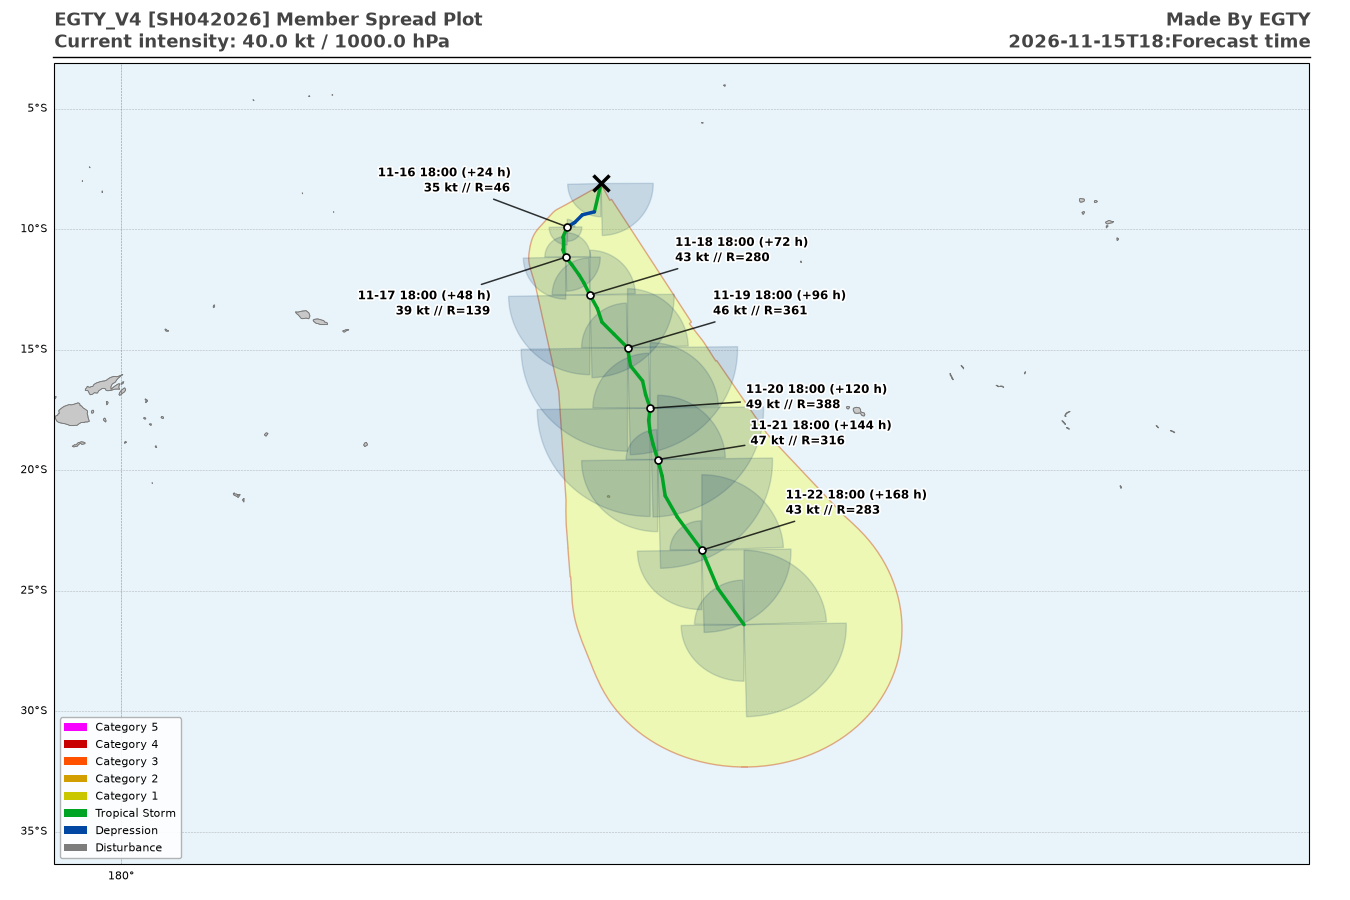 EGTY_V4 [SH042026] Member Spread Plot
Current intensity: 40.0 kt / 1000.0 hPa
Made By EGTY
2026-11-15T18:Forecast time
5°S
10°S
15°S
20°S
25°S
30°S
35°S
180°
11-16 18:00 (+24 h)
35 kt // R=46
11-17 18:00 (+48 h)
39 kt // R=139
11-18 18:00 (+72 h)
43 kt // R=280
11-19 18:00 (+96 h)
46 kt // R=361
11-20 18:00 (+120 h)
49 kt // R=388
11-21 18:00 (+144 h)
47 kt // R=316
11-22 18:00 (+168 h)
43 kt // R=283
Category 5
Category 4
Category 3
Category 2
Category 1
Tropical Storm
Depression
Disturbance